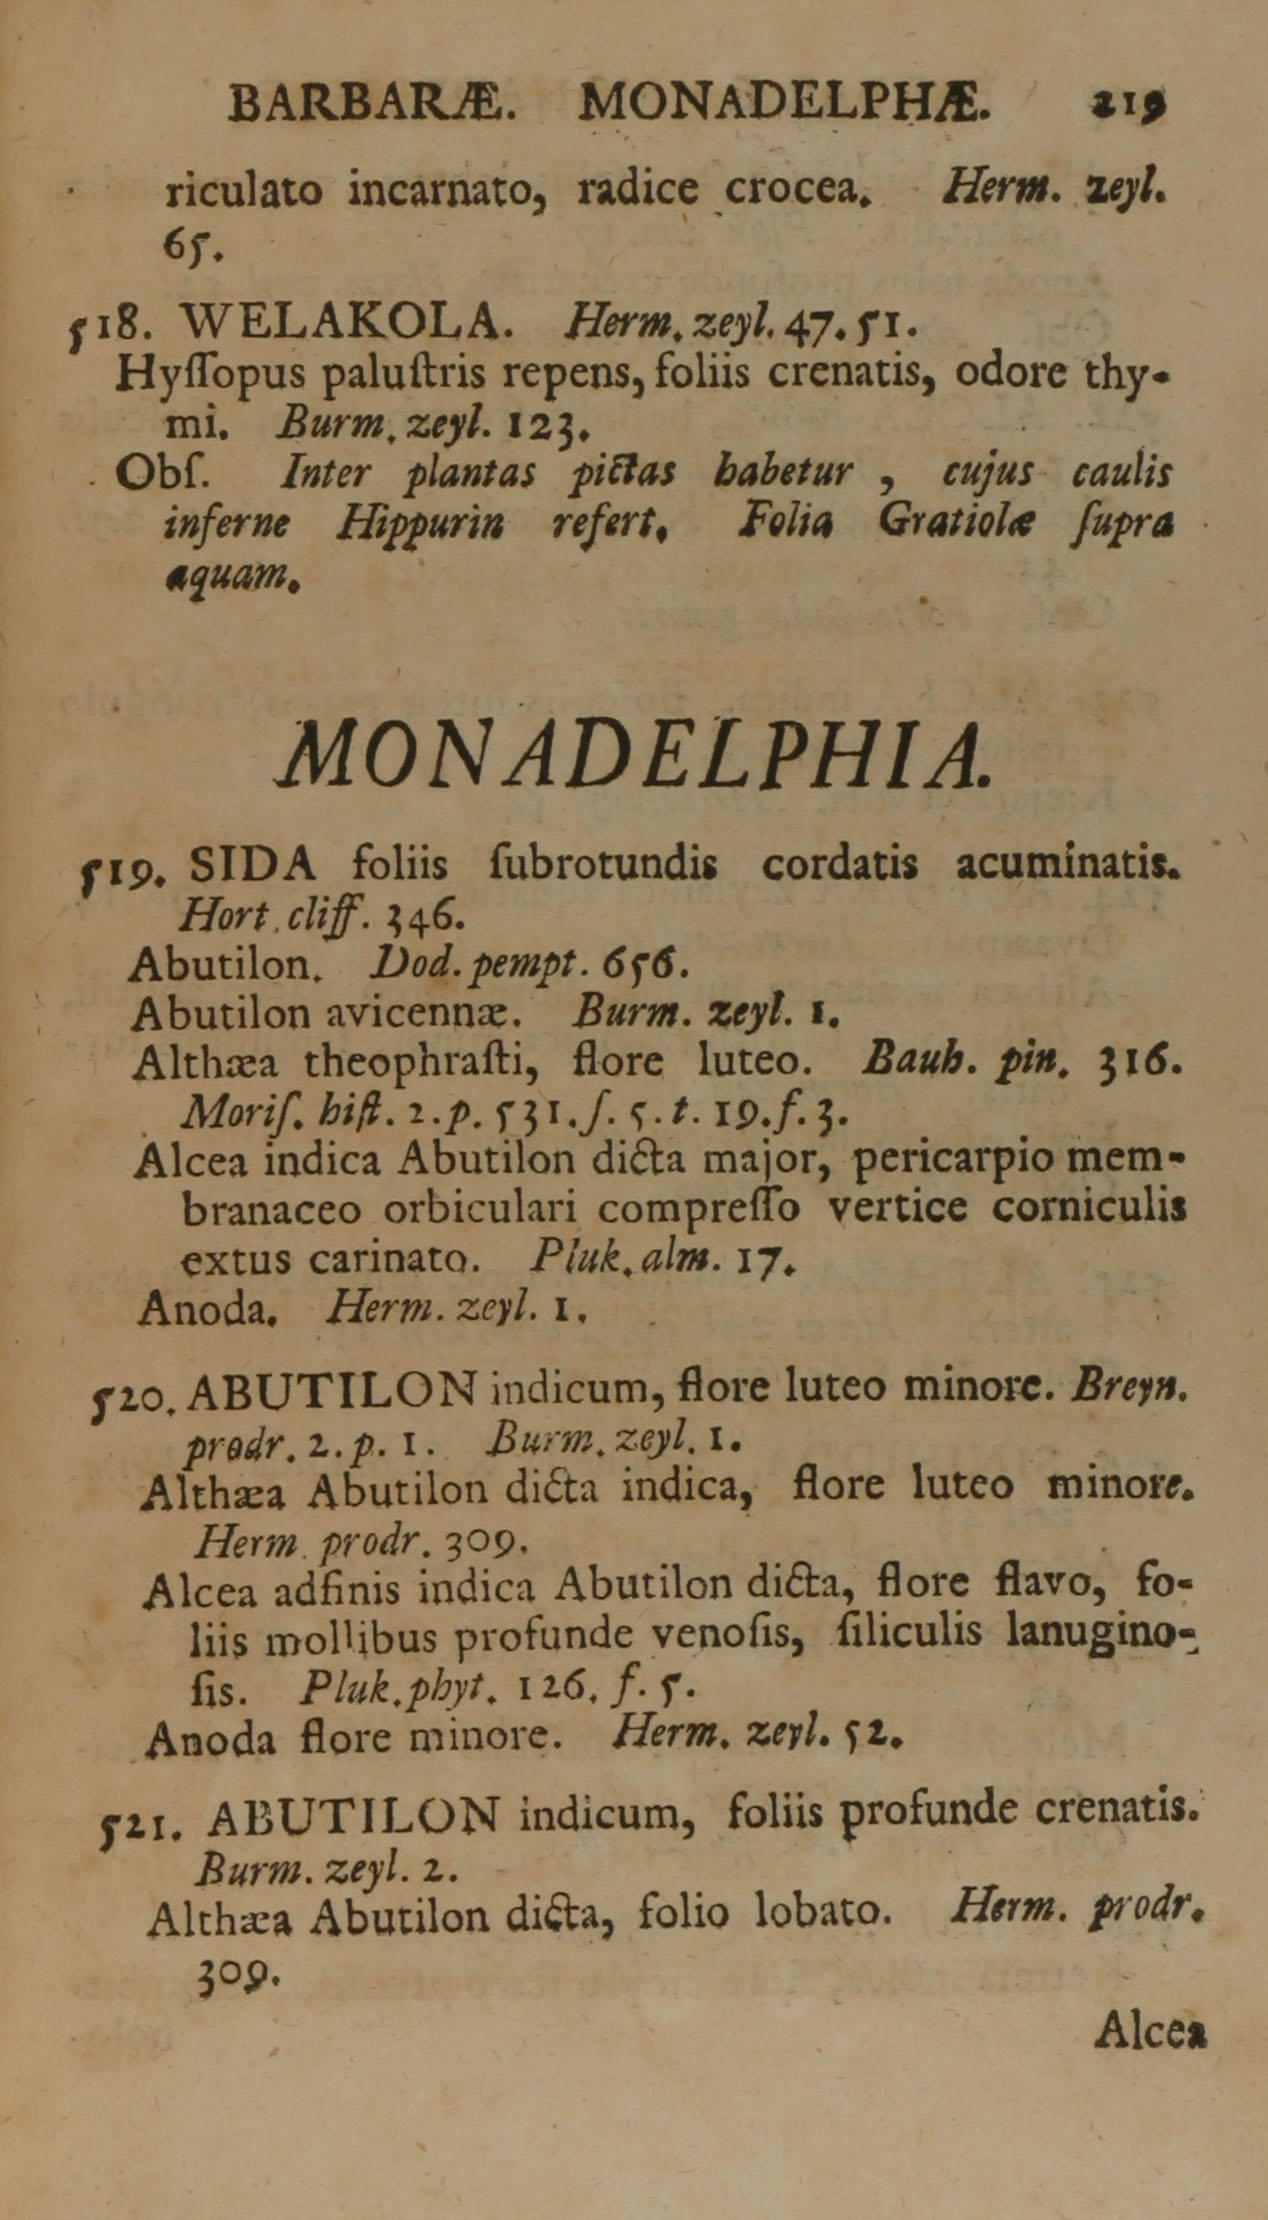 BARBARÆ. MONADELPHÆ. 219
riculato incarnato, radice crocea. Herm. zeyl.
65.
518. WELAKOLA. Herm. zeyl. 47. 51.
Hyſſopus paluſtris repens, foliis crenatis, odore thy-
mi. Burm. zeyl. 123.
Obſ. Inter plantas pictas habetur , cujus caulis
inferne Hippurin refert. Folia Gratiolæ ſupra
aquam.
MONADELPHIA.
519. SIDA foliis ſubrotundis cordatis acuminatis.
Hort. cliff. 346.
Abutilon. Dod. pempt. 656.
Abutilon avicennæ. Burm. zeyl. 1.
Althæa theophraſti, flore luteo. Bauh. pin. 316.
Moriſ. hiſt. 2. p. 531. ſ. 5. t. 19. f. 3.
Alcea indica Abutilon dicta major, pericarpio mem-
branaceo orbiculari compreſſo vertice corniculis
extus carinato. Pluk. alm. 17.
Anoda. Herm. zeyl. 1.
520. ABUTILON indicum, flore luteo minore. Breyn.
prodr. 2. p. 1. Burm. zeyl. 1.
Althæa Abutilon dicta indica, flore luteo minore.
Herm. prodr. 309.
Alcea adfinis indica Abutilon dicta, flore flavo, fo-
liis mollibus profunde venoſis, ſiliculis lanugino-
ſis. Pluk. phyt. 126. f. 5.
Anoda flore minore. Herm. zeyl. 52.
521. ABUTILON indicum, foliis profunde crenatis.
Burm. zeyl. 2.
Althæa Abutilon dicta, folio lobato. Herm. prodr.
309.
Alcea